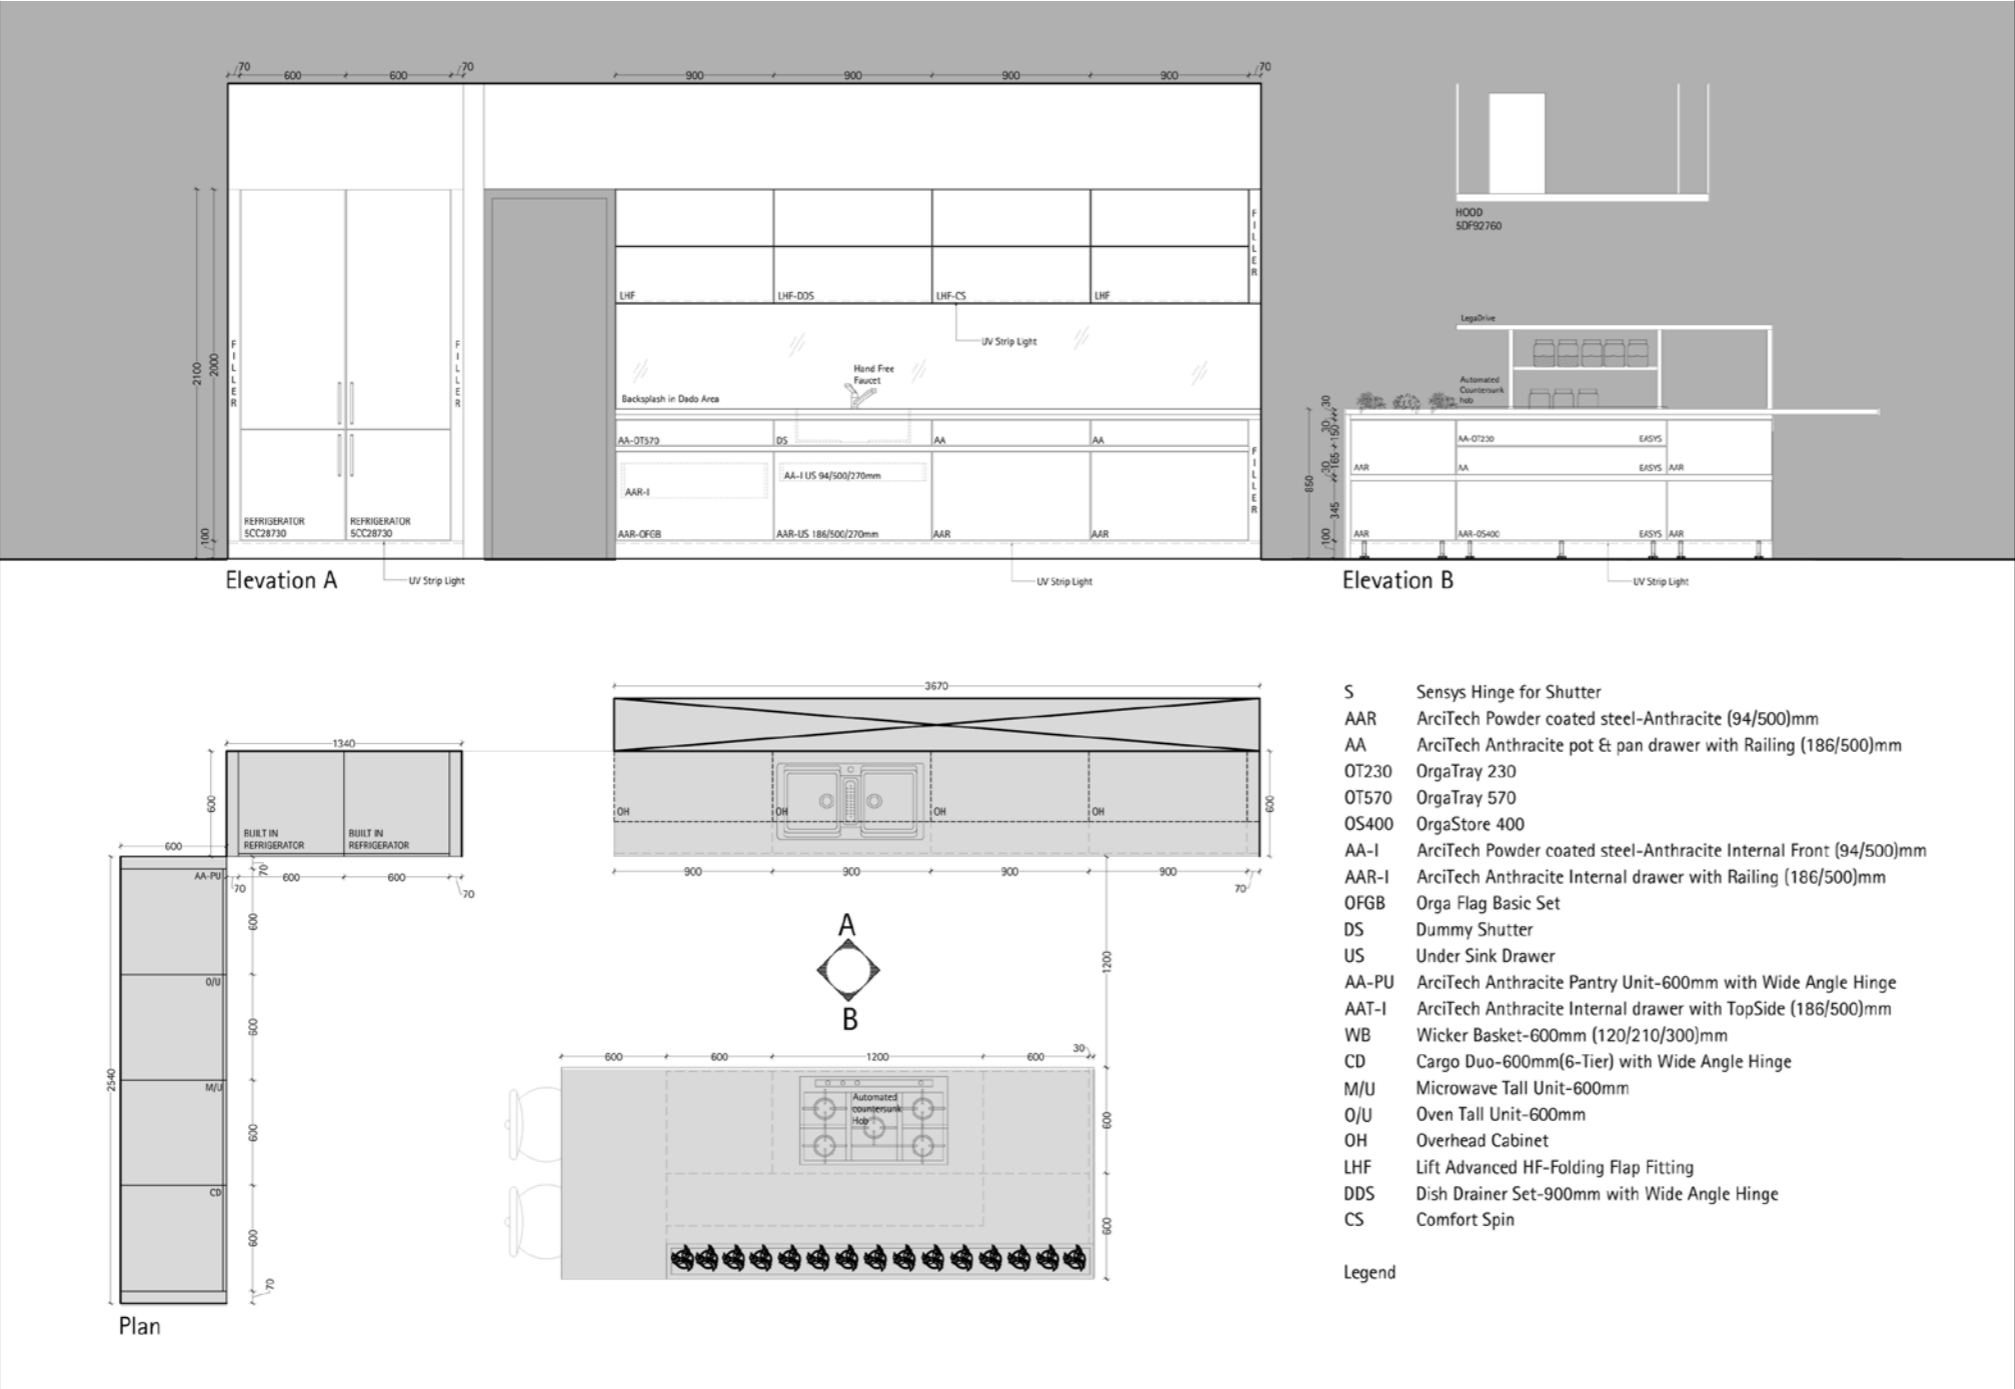 70
600
600
70
900
900
900
900
70
2100
2000
100
FILLER
FILLER
REFRIGERATOR
5CC28730
REFRIGERATOR
5CC28730
LHF
LHF-DDS
LHF-CS
LHF
FILLER
UV Strip Light
Hand Free
Faucet
Backsplash in Dado Area
AA-OT570
DS
AA
AA
AAR-I
AA-I US 94/500/270mm
FILLER
AAR-OFGB
AAR-US 186/500/270mm
AAR
AAR
Elevation A
UV Strip Light
UV Strip Light
HOOD
5DF92760
LegaDrive
Automated
Countersunk
hob
30
30
150
165
30
345
100
850
AA-OT230
EASYS
AAR
AA
EASYS
AAR
AAR
AAR-OS400
EASYS
AAR
Elevation B
UV Strip Light
3670
1340
600
600
BUILT IN
REFRIGERATOR
BUILT IN
REFRIGERATOR
OH
OH
OH
OH
600
600
70
70
600
600
70
900
900
900
900
70
AA-PU
O/U
M/U
CD
600
600
600
600
70
2540
Plan
A
B
1200
600
600
1200
600
30
Automated
countersunk
Hob
600
600
S Sensys Hinge for Shutter
AAR ArciTech Powder coated steel-Anthracite (94/500)mm
AA ArciTech Anthracite pot & pan drawer with Railing (186/500)mm
OT230 OrgaTray 230
OT570 OrgaTray 570
OS400 OrgaStore 400
AA-I ArciTech Powder coated steel-Anthracite Internal Front (94/500)mm
AAR-I ArciTech Anthracite Internal drawer with Railing (186/500)mm
OFGB Orga Flag Basic Set
DS Dummy Shutter
US Under Sink Drawer
AA-PU ArciTech Anthracite Pantry Unit-600mm with Wide Angle Hinge
AAT-I ArciTech Anthracite Internal drawer with TopSide (186/500)mm
WB Wicker Basket-600mm (120/210/300)mm
CD Cargo Duo-600mm(6-Tier) with Wide Angle Hinge
M/U Microwave Tall Unit-600mm
O/U Oven Tall Unit-600mm
OH Overhead Cabinet
LHF Lift Advanced HF-Folding Flap Fitting
DDS Dish Drainer Set-900mm with Wide Angle Hinge
CS Comfort Spin
Legend